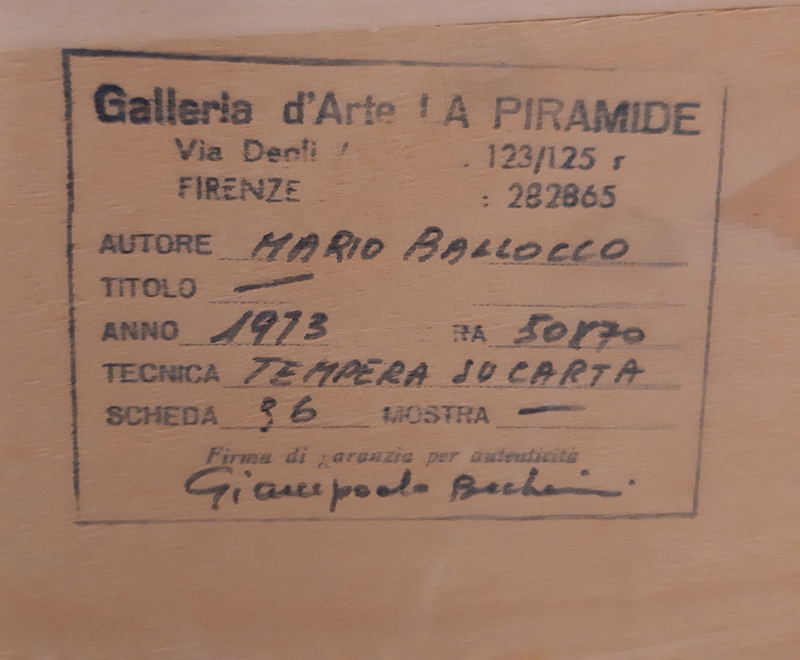 Galleria d'Arte LA PIRAMIDE
Via Degli 123/125 r
FIRENZE : 282865
AUTORE MARIO BALLOCCO
TITOLO —
ANNO 1973 RA 50x70
TECNICA TEMPERA SU CARTA
SCHEDA 36 MOSTRA —
Firma di garanzia per autenticità
Giampaolo